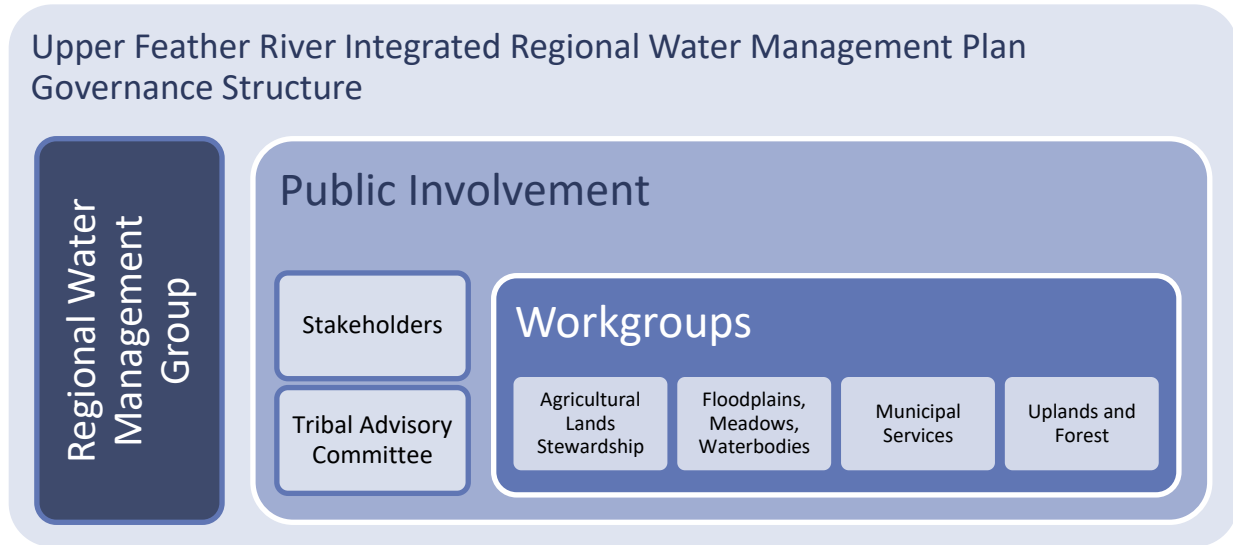 Upper Feather River Integrated Regional Water Management Plan
Governance Structure
Regional Water
Management
Group
Public Involvement
Stakeholders
Tribal Advisory
Committee
Workgroups
Agricultural
Lands
Stewardship
Floodplains,
Meadows,
Waterbodies
Municipal
Services
Uplands and
Forest